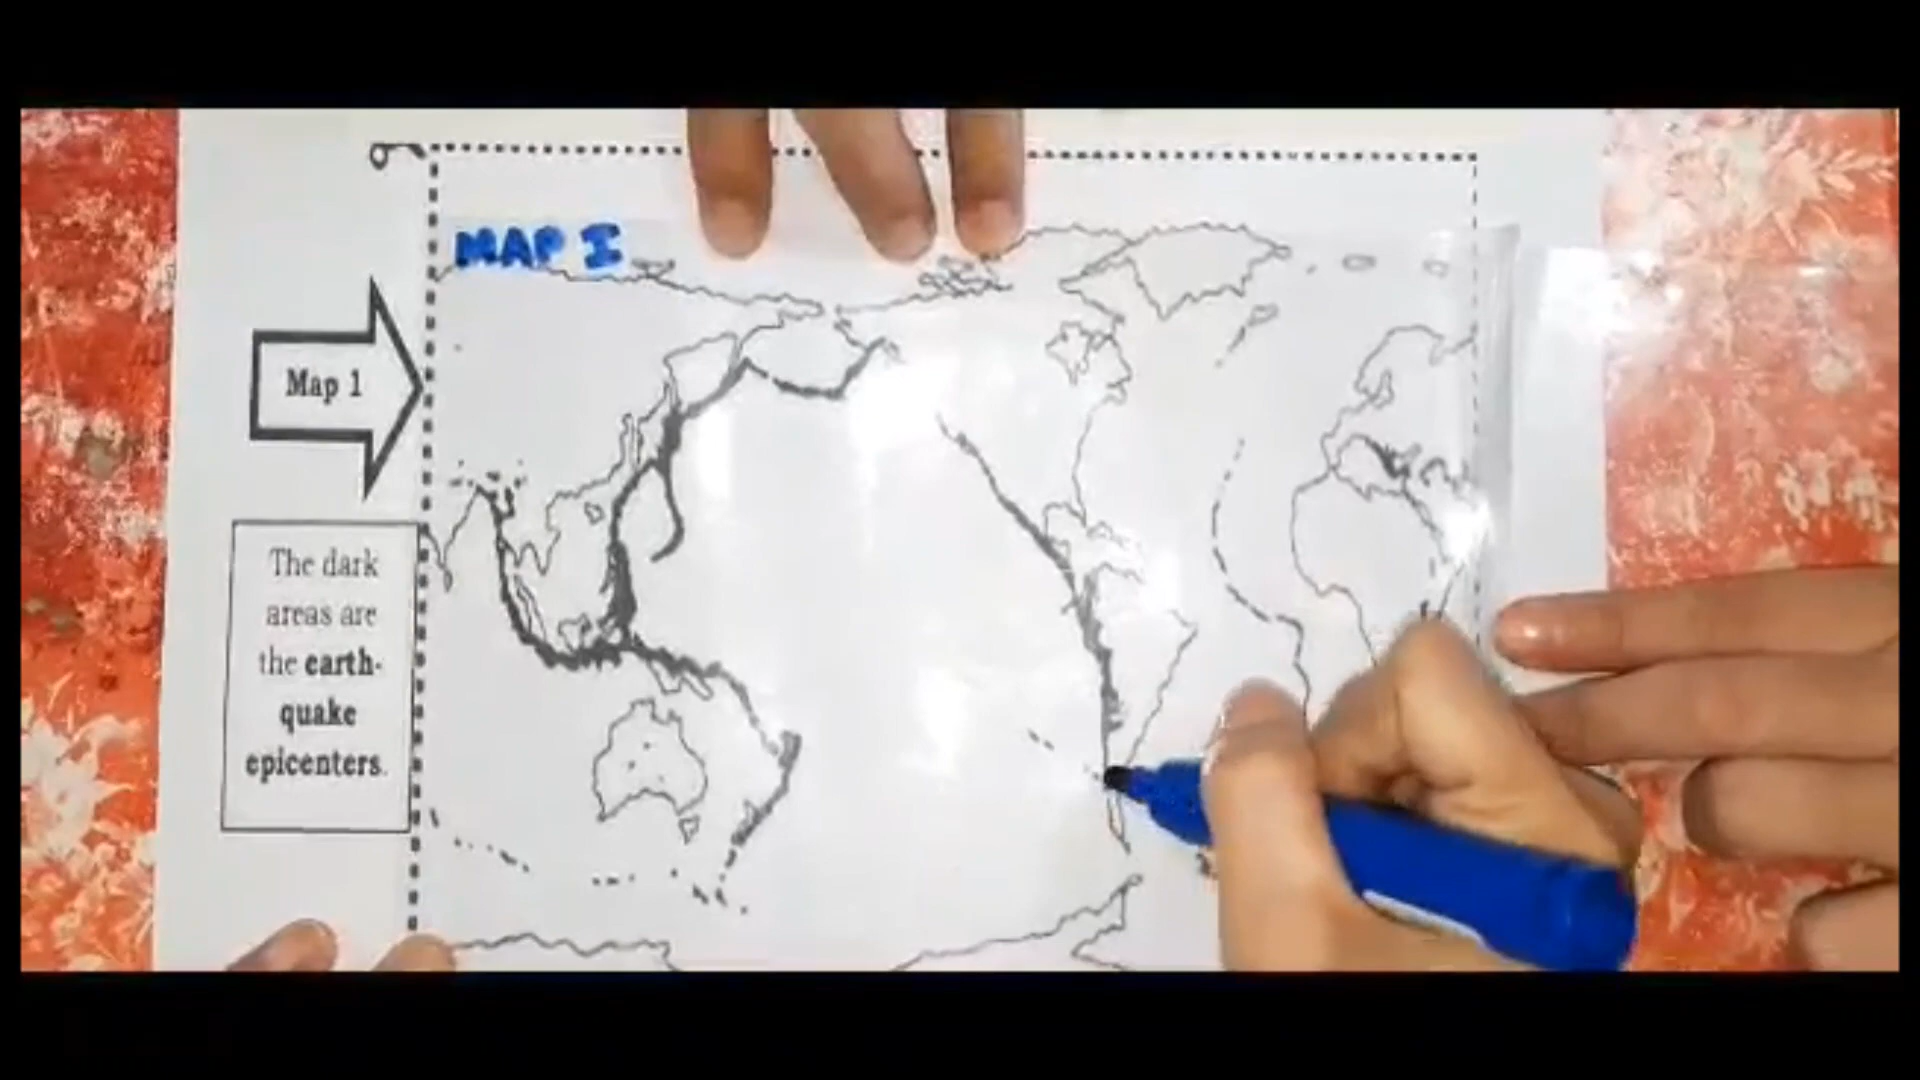 MAP I
Map 1
The dark
areas are
the earth-
quake
epicenters.